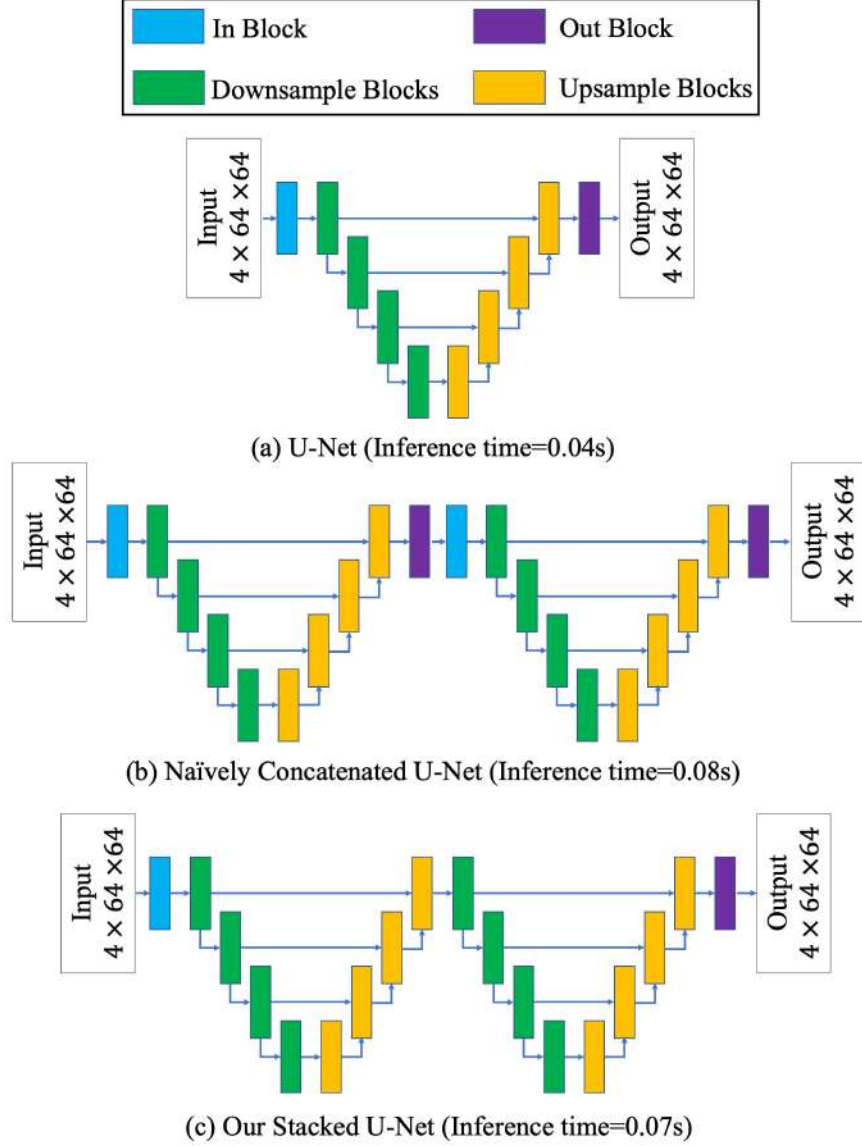 In Block
Out Block
Downsample Blocks
Upsample Blocks
Input
4 × 64 ×64
Output
4 × 64 ×64
(a) U-Net (Inference time=0.04s)
Input
4 × 64 ×64
Output
4 × 64 ×64
(b) Naïvely Concatenated U-Net (Inference time=0.08s)
Input
4 × 64 ×64
Output
4 × 64 ×64
(c) Our Stacked U-Net (Inference time=0.07s)